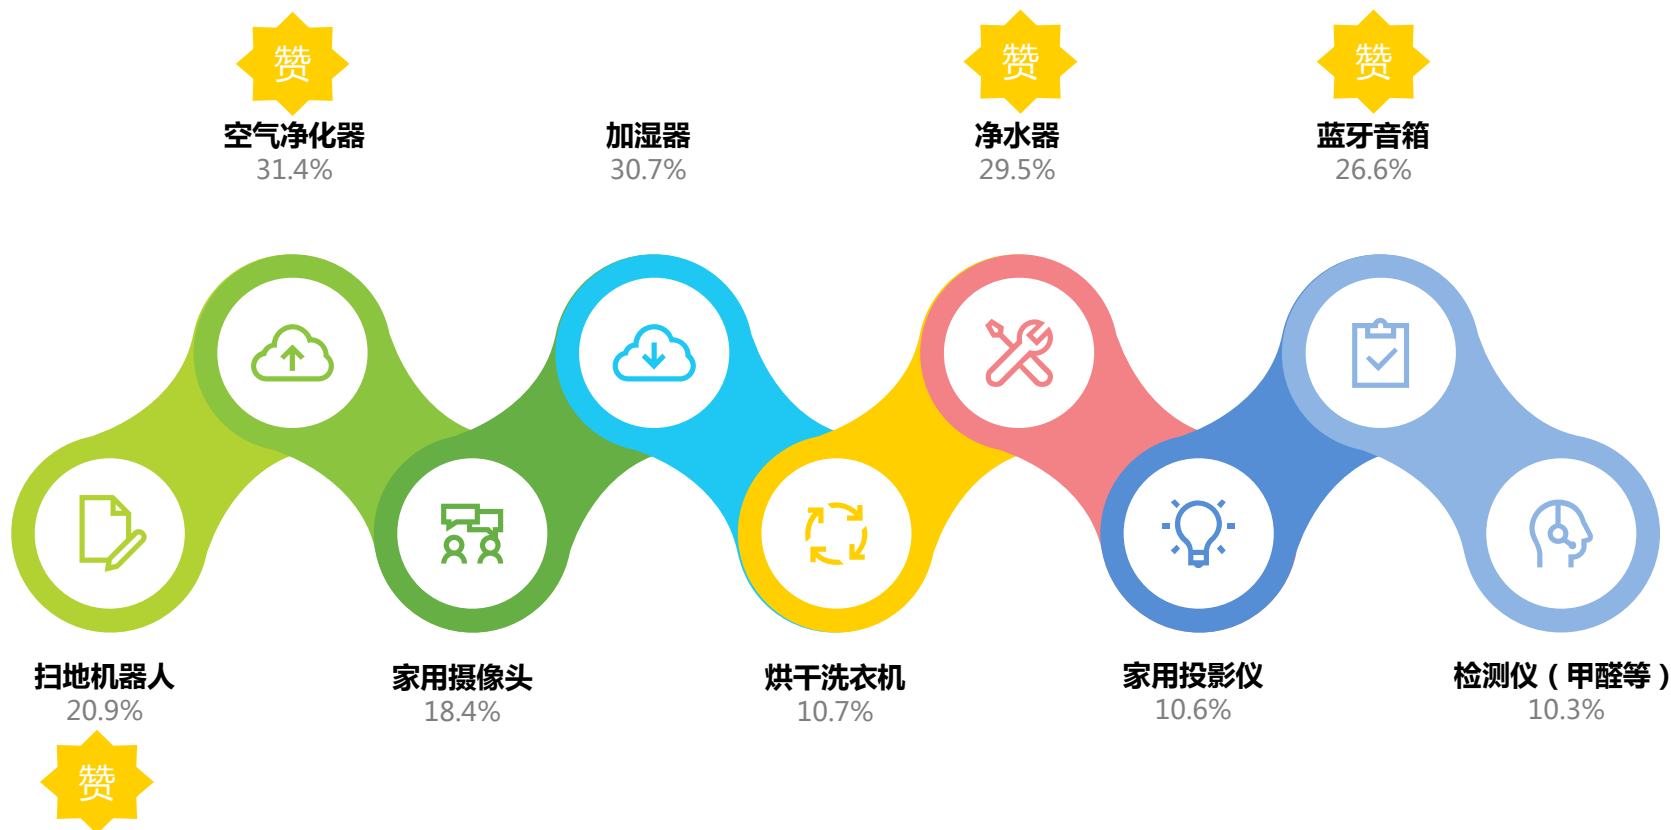 赞
赞
赞
空气净化器
31.4%
加湿器
30.7%
净水器
29.5%
蓝牙音箱
26.6%
扫地机器人
20.9%
家用摄像头
18.4%
烘干洗衣机
10.7%
家用投影仪
10.6%
检测仪（甲醛等）
10.3%
赞